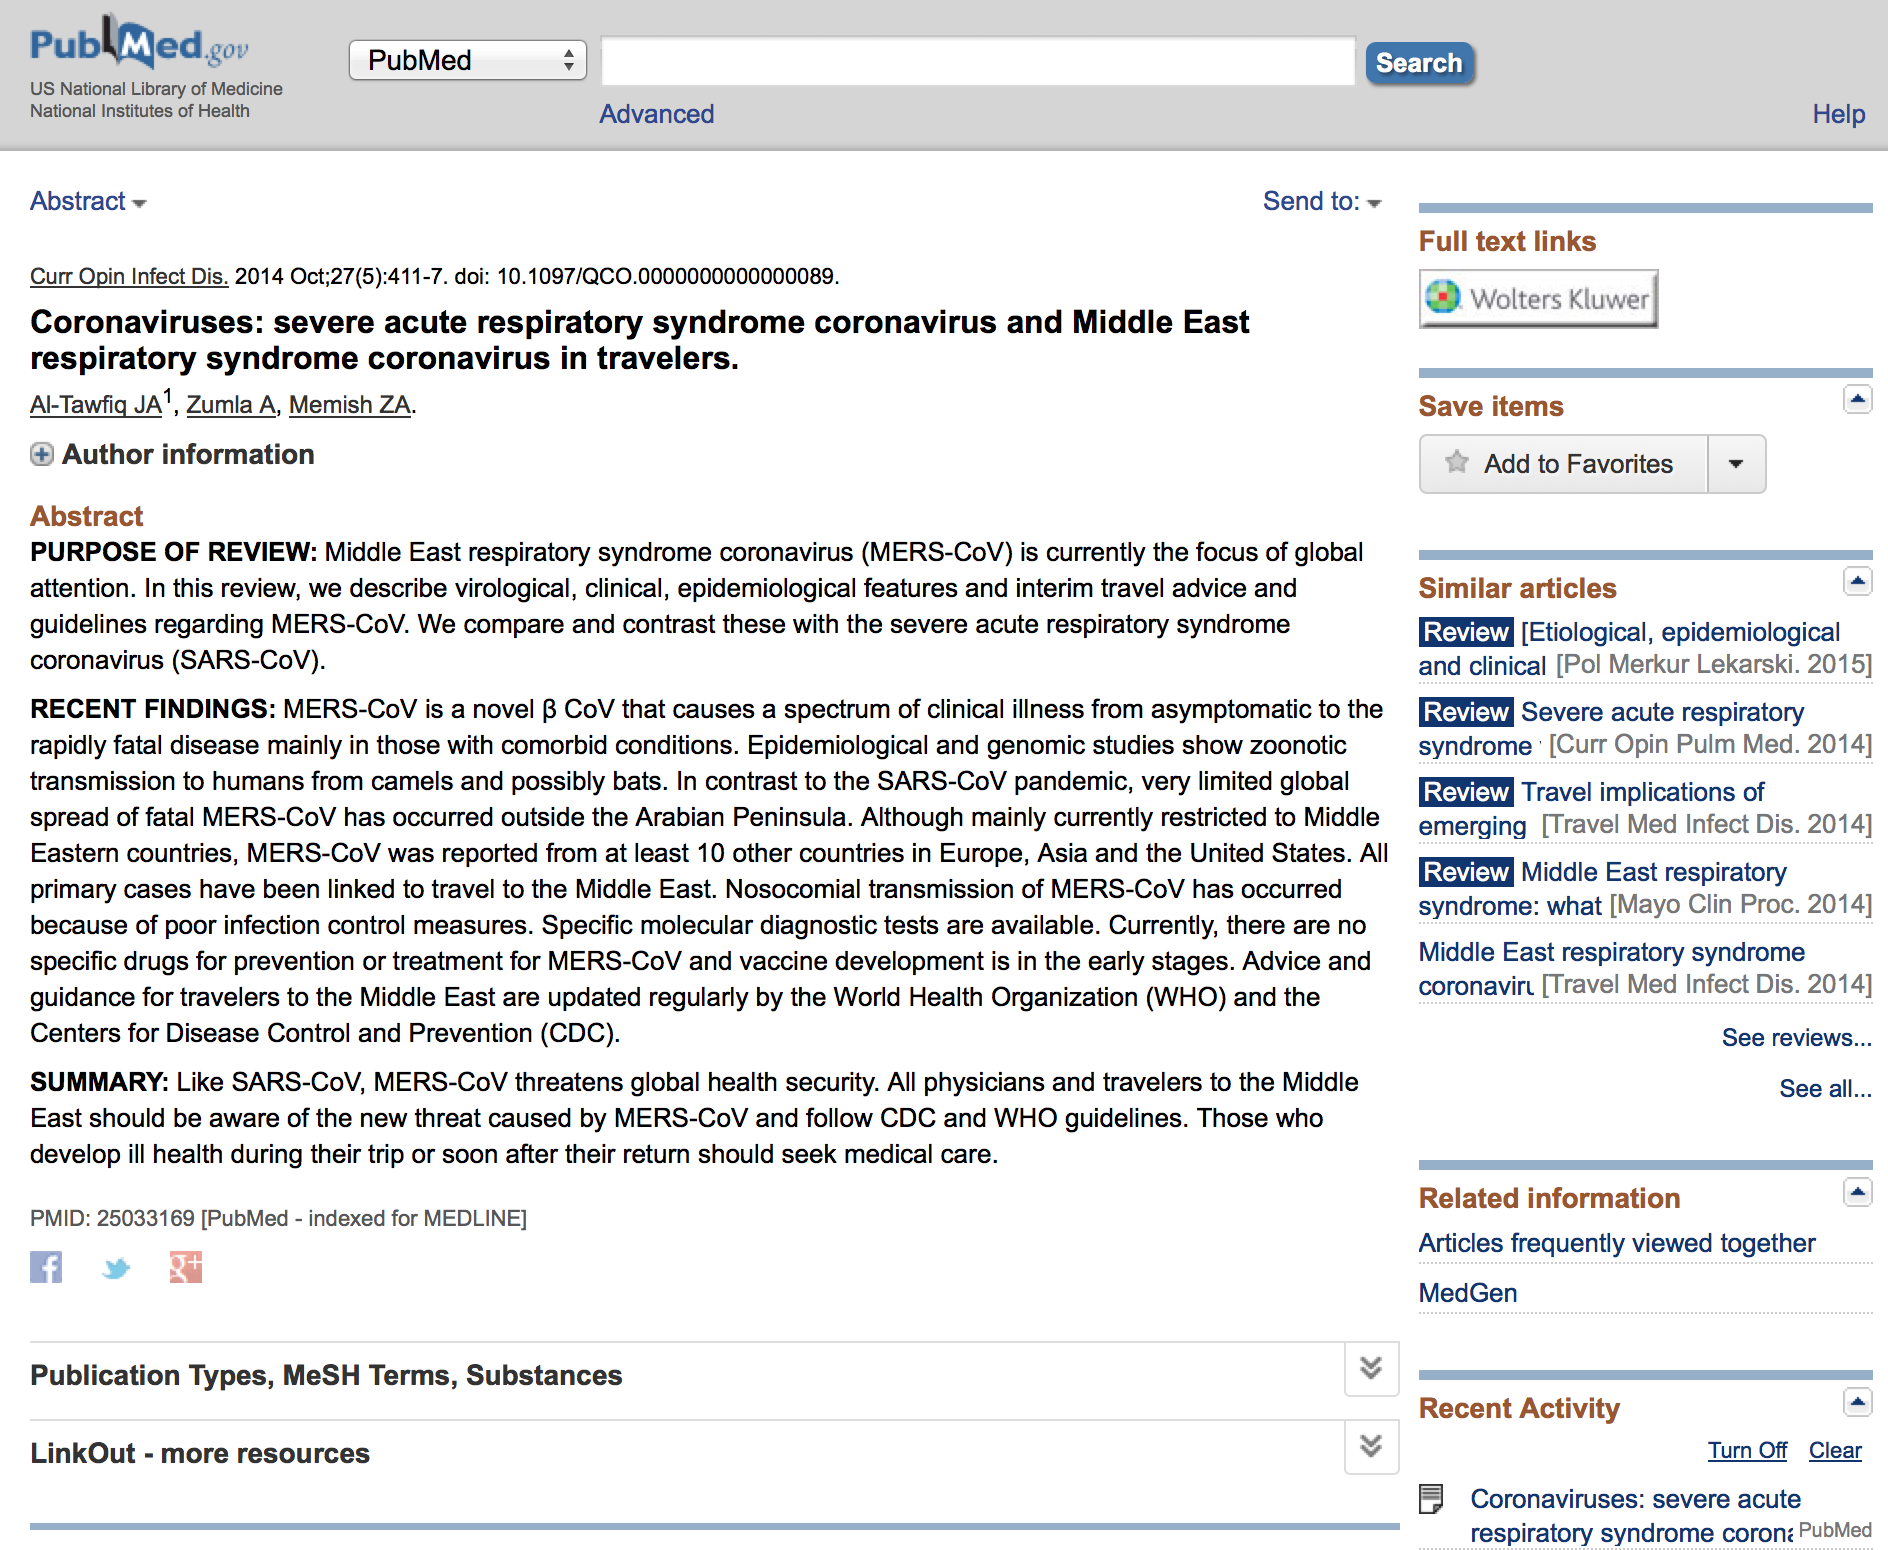 PubMed.gov
US National Library of Medicine
National Institutes of Health
PubMed
Search
Advanced
Help
Abstract
Send to:
Curr Opin Infect Dis. 2014 Oct;27(5):411-7. doi: 10.1097/QCO.0000000000000089.
Coronaviruses: severe acute respiratory syndrome coronavirus and Middle East
respiratory syndrome coronavirus in travelers.
Al-Tawfiq JA1, Zumla A, Memish ZA.
Author information
Abstract
PURPOSE OF REVIEW: Middle East respiratory syndrome coronavirus (MERS-CoV) is currently the focus of global
attention. In this review, we describe virological, clinical, epidemiological features and interim travel advice and
guidelines regarding MERS-CoV. We compare and contrast these with the severe acute respiratory syndrome
coronavirus (SARS-CoV).
RECENT FINDINGS: MERS-CoV is a novel β CoV that causes a spectrum of clinical illness from asymptomatic to the
rapidly fatal disease mainly in those with comorbid conditions. Epidemiological and genomic studies show zoonotic
transmission to humans from camels and possibly bats. In contrast to the SARS-CoV pandemic, very limited global
spread of fatal MERS-CoV has occurred outside the Arabian Peninsula. Although mainly currently restricted to Middle
Eastern countries, MERS-CoV was reported from at least 10 other countries in Europe, Asia and the United States. All
primary cases have been linked to travel to the Middle East. Nosocomial transmission of MERS-CoV has occurred
because of poor infection control measures. Specific molecular diagnostic tests are available. Currently, there are no
specific drugs for prevention or treatment for MERS-CoV and vaccine development is in the early stages. Advice and
guidance for travelers to the Middle East are updated regularly by the World Health Organization (WHO) and the
Centers for Disease Control and Prevention (CDC).
SUMMARY: Like SARS-CoV, MERS-CoV threatens global health security. All physicians and travelers to the Middle
East should be aware of the new threat caused by MERS-CoV and follow CDC and WHO guidelines. Those who
develop ill health during their trip or soon after their return should seek medical care.
PMID: 25033169 [PubMed - indexed for MEDLINE]
f
g+
Publication Types, MeSH Terms, Substances
LinkOut - more resources
Full text links
Wolters Kluwer
Save items
Add to Favorites
Similar articles
Review [Etiological, epidemiological
and clinical [Pol Merkur Lekarski. 2015]
Review Severe acute respiratory
syndrome [Curr Opin Pulm Med. 2014]
Review Travel implications of
emerging [Travel Med Infect Dis. 2014]
Review Middle East respiratory
syndrome: what [Mayo Clin Proc. 2014]
Middle East respiratory syndrome
coronaviru [Travel Med Infect Dis. 2014]
See reviews...
See all...
Related information
Articles frequently viewed together
MedGen
Recent Activity
Turn Off Clear
Coronaviruses: severe acute
respiratory syndrome corona PubMed